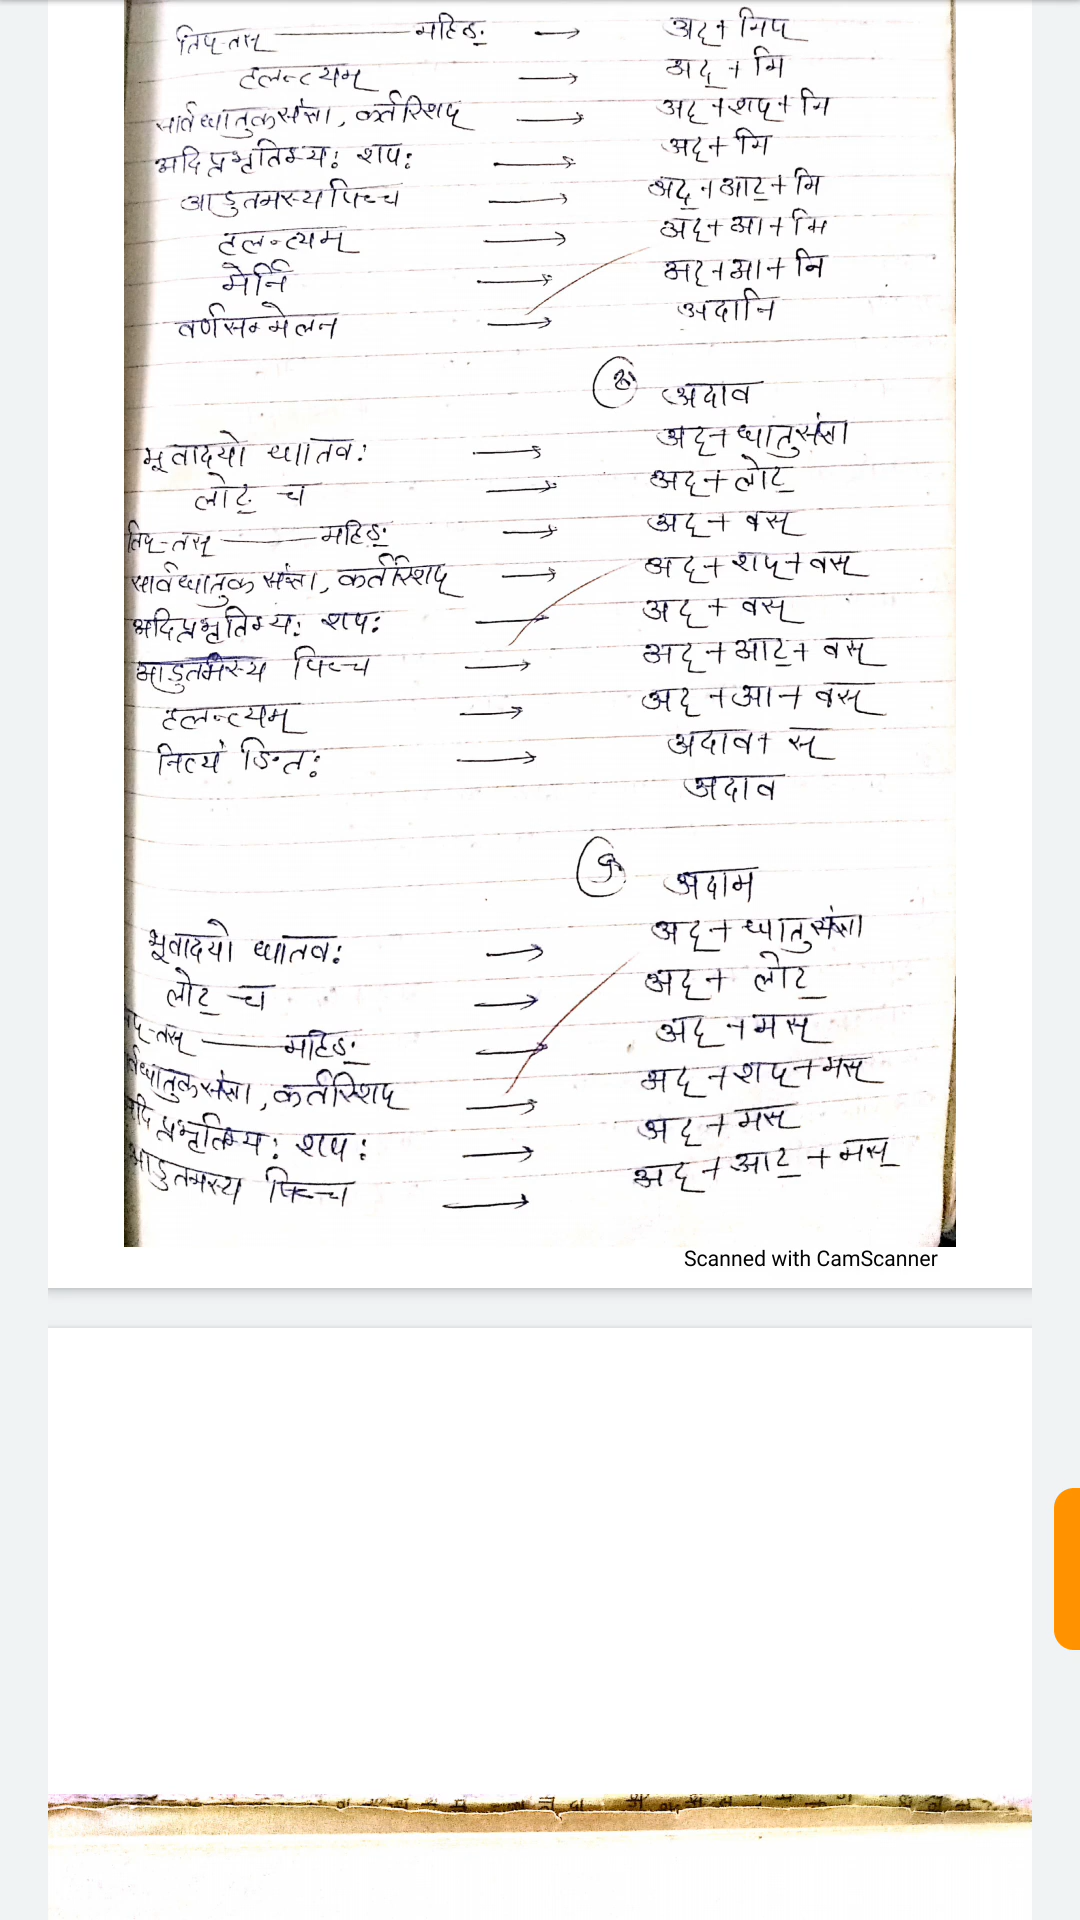 तिप्-तस् ——— महिङ् → अद् + मिप्
हलन्त्यम् → अद् + मि
सार्वधातुकसंज्ञा, कर्तरिशप् → अद् + शप् + मि
अदिप्रभृतिभ्यः शपः → अद् + मि
आडुतमस्य पिच्च → अद् + आट् + मि
हलन्त्यम् → अद् + आ + मि
मेर्नि → अद् + आ + नि
वर्णसम्मेलन → अदानि
अदाव
भूवादयो धातवः → अद् + धातुसंज्ञा
लोट् च → अद् + लोट्
तिप्-तस् ——— महिङ् → अद् + वस्
सार्वधातुक संज्ञा, कर्तरिशप् → अद् + शप् + वस्
अदिप्रभृतिभ्यः शपः → अद् + वस्
आडुतमस्य पिच्च → अद् + आट् + वस्
हलन्त्यम् → अद् + आ + वस्
नित्यं ङितः → अदाव + स्
अदाव
अदाम
भूवादयो धातवः → अद् + धातुसंज्ञा
लोट् च → अद् + लोट्
प्-तस् ——— महिङ् → अद् + मस्
र्वधातुकसंज्ञा, कर्तरिशप् → अद् + शप् + मस्
दिप्रभृतिभ्यः शपः → अद् + मस्
आडुतमस्य पिच्च → अद् + आट् + मस्
Scanned with CamScanner